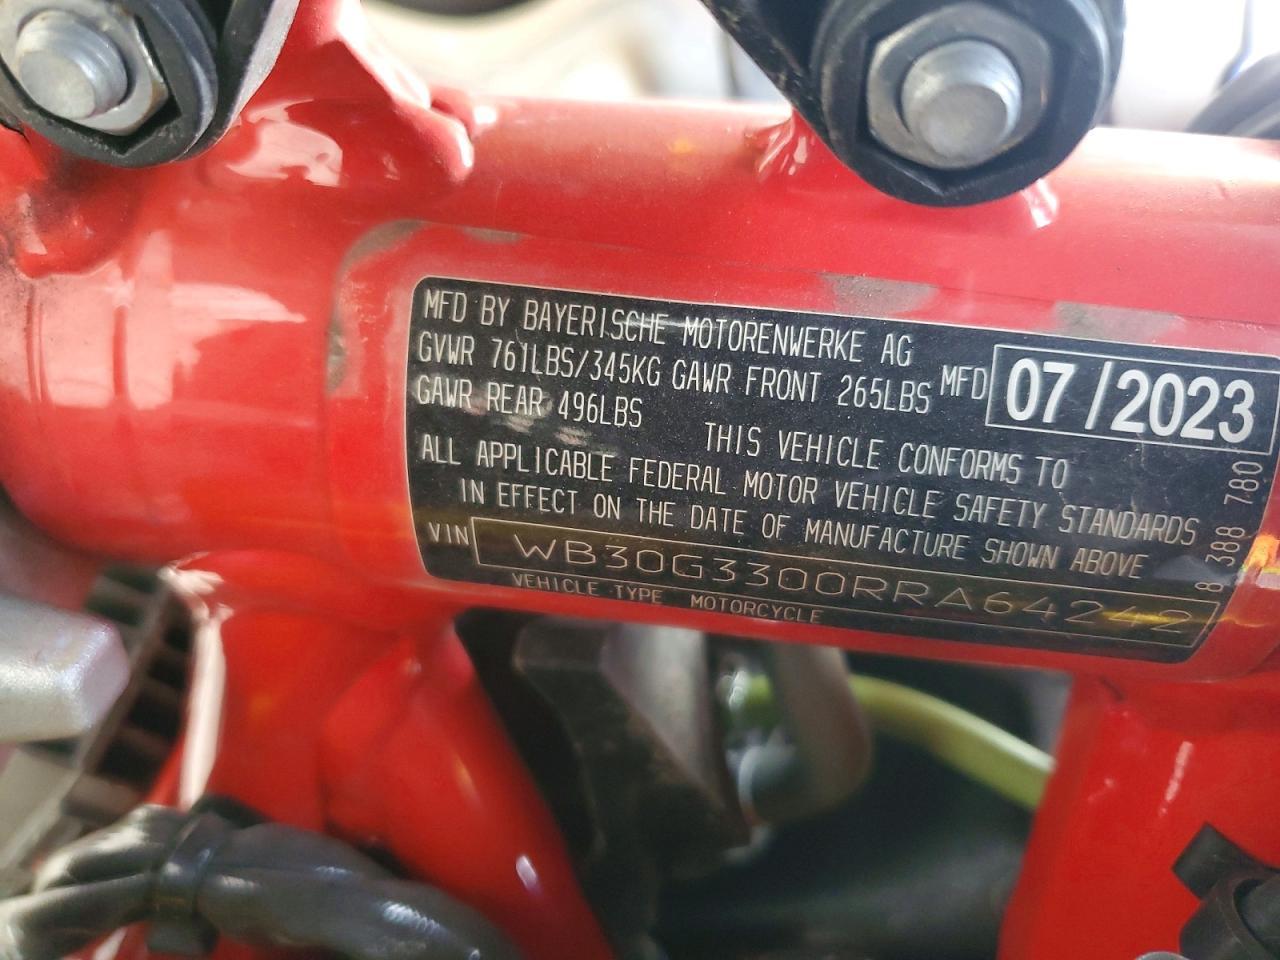 MFD BY BAYERISCHE MOTORENWERKE AG
GVWR 761LBS/345KG GAWR FRONT 265LBS MFD 07/2023
GAWR REAR 496LBS
THIS VEHICLE CONFORMS TO
ALL APPLICABLE FEDERAL MOTOR VEHICLE SAFETY STANDARDS
IN EFFECT ON THE DATE OF MANUFACTURE SHOWN ABOVE
VIN WB30G3300RRA64242
VEHICLE TYPE MOTORCYCLE
8 388 780